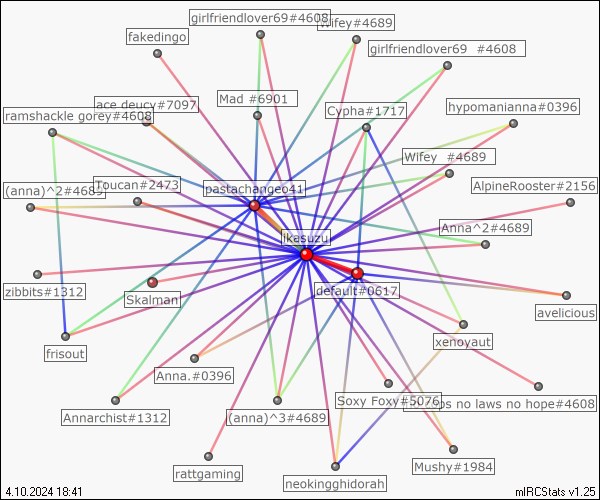 girlfriendlover69#4608
Wifey#4689
fakedingo
girlfriendlover69 #4608
Mad #6901
ace deucy#7097
ramshackle gorey#4608
Cypha#1717
hypomanianna#0396
Wifey #4689
Toucan#2473
(anna)^2#4689
pastachangeo41
AlpineRooster#2156
Anna^2#4689
ikasuzu
zibbits#1312
Skalman
default#0617
avelicious
frisout
xenoyaut
Anna.#0396
Soxy Foxy#5076
s no laws no hope#4608
Annarchist#1312
(anna)^3#4689
rattgaming
Mushy#1984
neokingghidorah
4.10.2024 18:41
mIRCStats v1.25